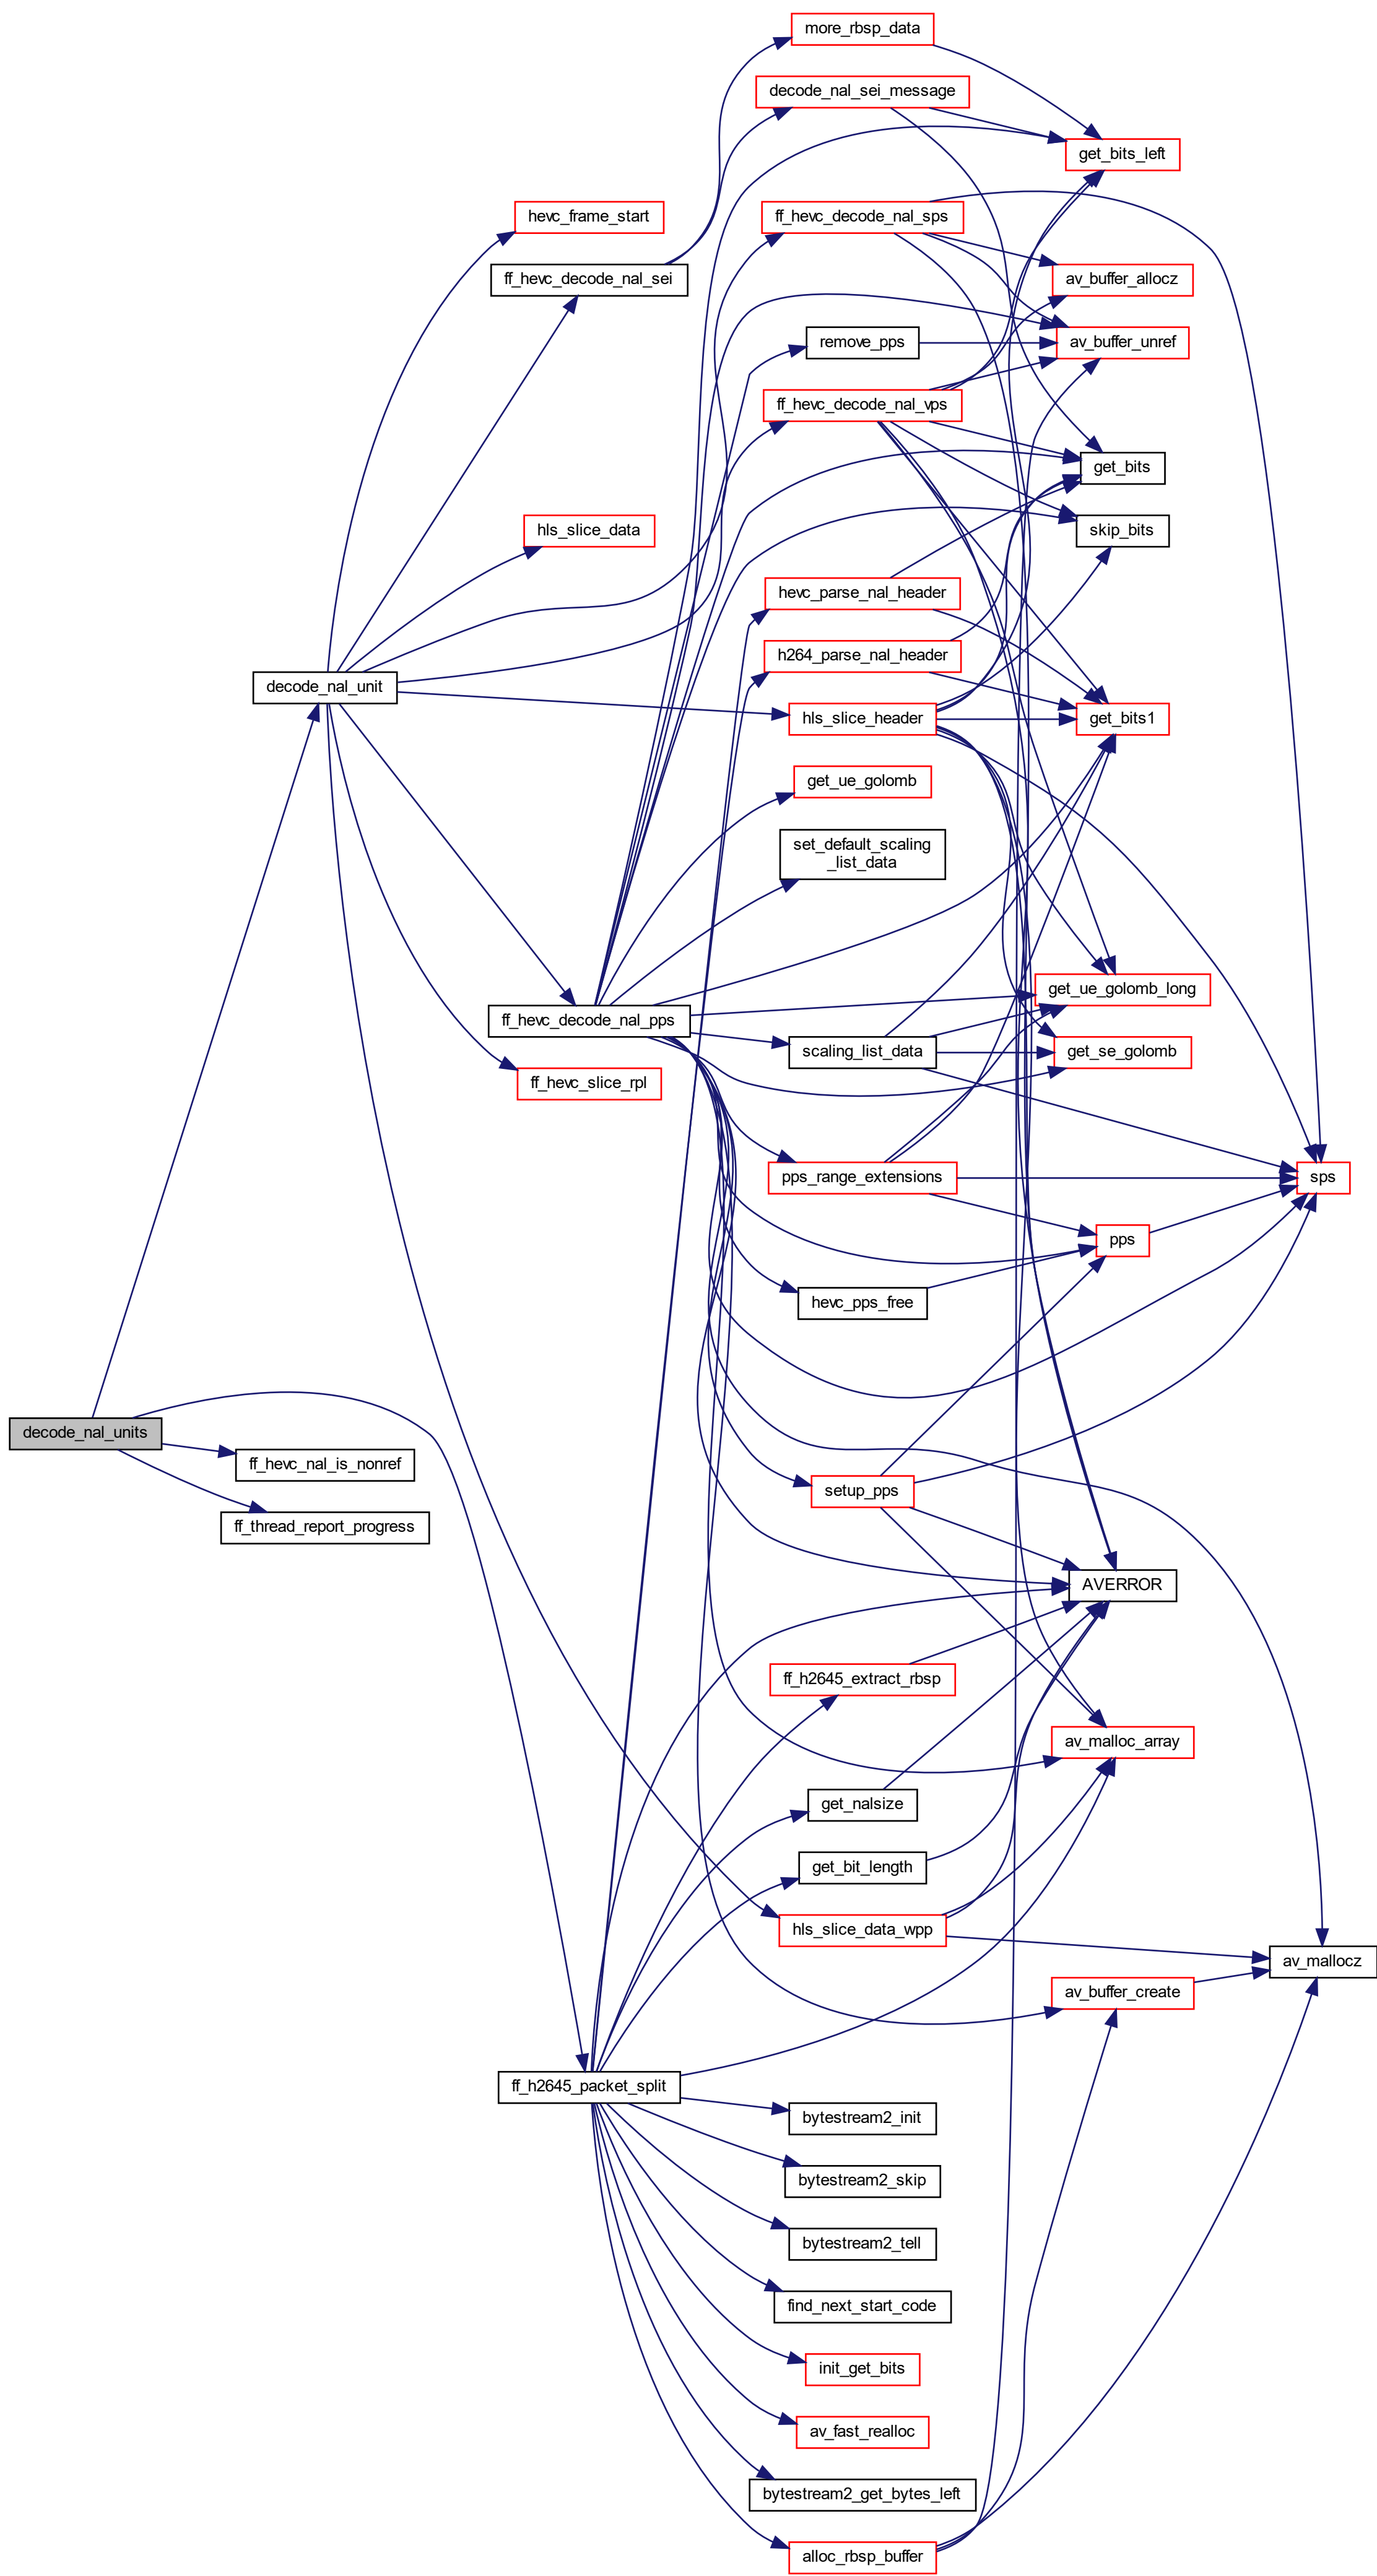 more_rbsp_data
decode_nal_sei_message
get_bits_left
hevc_frame_start
ff_hevc_decode_nal_sps
ff_hevc_decode_nal_sei
av_buffer_allocz
remove_pps
av_buffer_unref
ff_hevc_decode_nal_vps
get_bits
hls_slice_data
skip_bits
hevc_parse_nal_header
h264_parse_nal_header
decode_nal_unit
hls_slice_header
get_bits1
get_ue_golomb
set_default_scaling
_list_data
get_ue_golomb_long
ff_hevc_decode_nal_pps
scaling_list_data
get_se_golomb
ff_hevc_slice_rpl
pps_range_extensions
sps
pps
hevc_pps_free
decode_nal_units
ff_hevc_nal_is_nonref
setup_pps
ff_thread_report_progress
AVERROR
ff_h2645_extract_rbsp
av_malloc_array
get_nalsize
get_bit_length
hls_slice_data_wpp
av_mallocz
av_buffer_create
ff_h2645_packet_split
bytestream2_init
bytestream2_skip
bytestream2_tell
find_next_start_code
init_get_bits
av_fast_realloc
bytestream2_get_bytes_left
alloc_rbsp_buffer